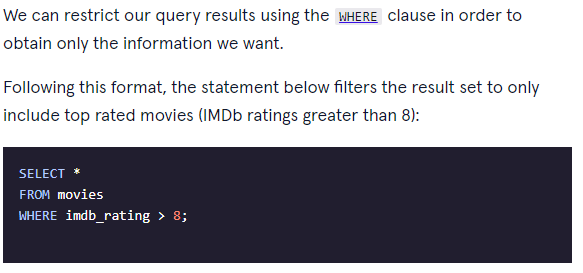 We can restrict our query results using the WHERE clause in order to
obtain only the information we want.
Following this format, the statement below filters the result set to only
include top rated movies (IMDb ratings greater than 8):
SELECT *
FROM movies
WHERE imdb_rating > 8;